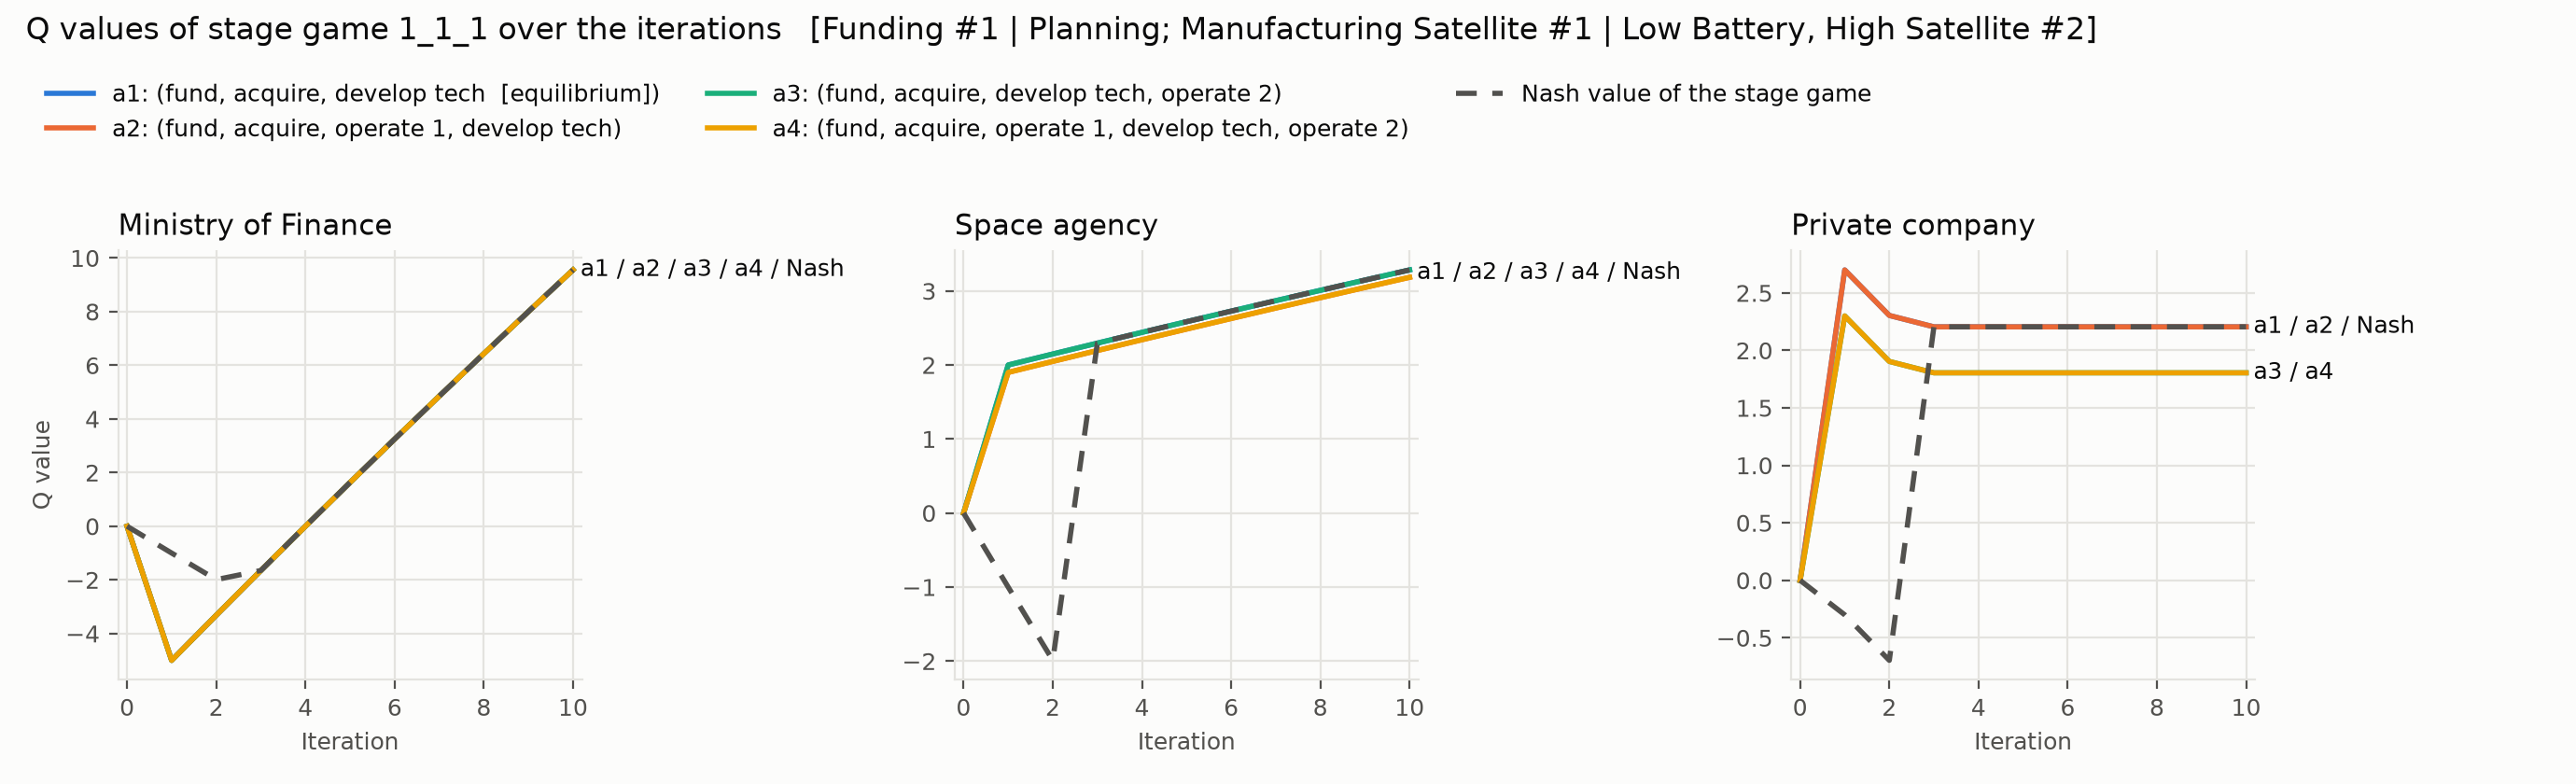 Q values of stage game 1_1_1 over the iterations   [Funding #1 | Planning; Manufacturing Satellite #1 | Low Battery, High Satellite #2]
a1: (fund, acquire, develop tech  [equilibrium])
a2: (fund, acquire, operate 1, develop tech)
a3: (fund, acquire, develop tech, operate 2)
a4: (fund, acquire, operate 1, develop tech, operate 2)
Nash value of the stage game
Ministry of Finance
Q value
10
8
6
4
2
0
−2
−4
0 2 4 6 8 10
Iteration
a1 / a2 / a3 / a4 / Nash
Space agency
3
2
1
0
−1
−2
0 2 4 6 8 10
Iteration
a1 / a2 / a3 / a4 / Nash
Private company
2.5
2.0
1.5
1.0
0.5
0.0
−0.5
0 2 4 6 8 10
Iteration
a1 / a2 / Nash
a3 / a4